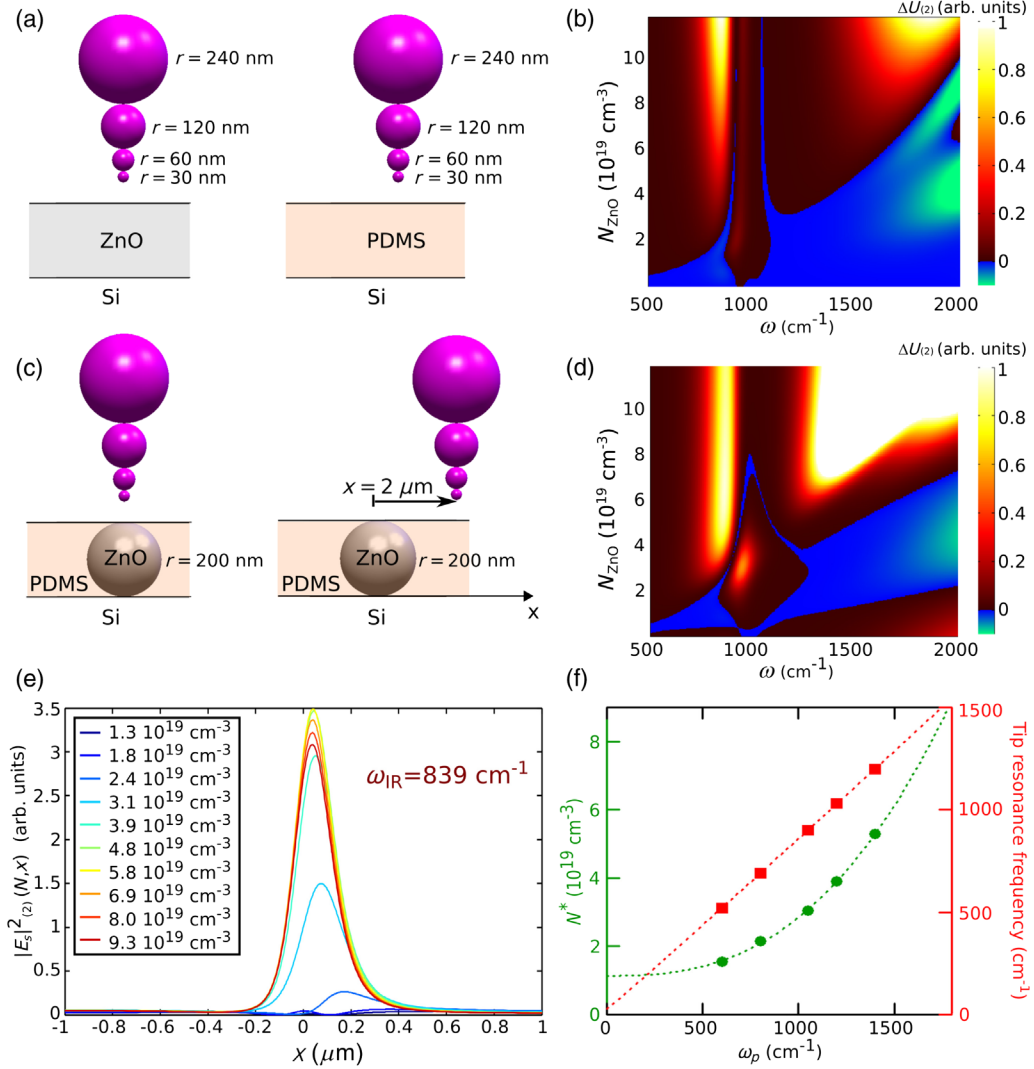 (a)
r = 240 nm
r = 120 nm
r = 60 nm
r = 30 nm
ZnO
Si
r = 240 nm
r = 120 nm
r = 60 nm
r = 30 nm
PDMS
Si
(b)
ΔU(2) (arb. units)
N_ZnO (10^19 cm^-3)
10
8
6
4
2
500
1000
1500
2000
ω (cm^-1)
1
0.8
0.6
0.4
0.2
0
(c)
ZnO
r = 200 nm
PDMS
Si
x = 2 μm
ZnO
r = 200 nm
PDMS
Si
x
(d)
ΔU(2) (arb. units)
N_ZnO (10^19 cm^-3)
10
8
6
4
2
500
1000
1500
2000
ω (cm^-1)
1
0.8
0.6
0.4
0.2
0
(e)
|E_s|^2_(2) (N,x) (arb. units)
3.5
3
2.5
2
1.5
1
0.5
0
1.3 10^19 cm^-3
1.8 10^19 cm^-3
2.4 10^19 cm^-3
3.1 10^19 cm^-3
3.9 10^19 cm^-3
4.8 10^19 cm^-3
5.8 10^19 cm^-3
6.9 10^19 cm^-3
8.0 10^19 cm^-3
9.3 10^19 cm^-3
ω_IR=839 cm^-1
-1 -0.8 -0.6 -0.4 -0.2 0 0.2 0.4 0.6 0.8 1
x (μm)
(f)
N* (10^19 cm^-3)
8
6
4
2
0
0 500 1000 1500
ω_p (cm^-1)
1500
1000
500
0
Tip resonance frequency
(cm^-1)